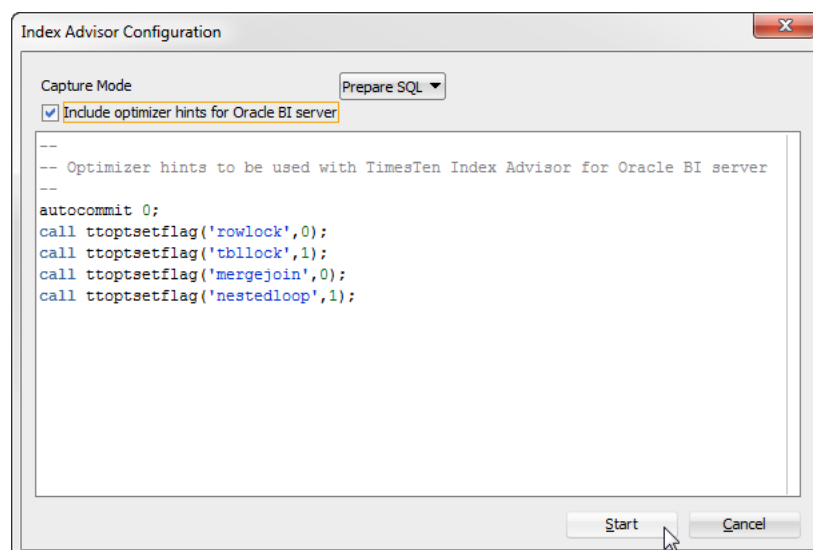 Index Advisor Configuration
Capture Mode
Prepare SQL
Include optimizer hints for Oracle BI server
--
-- Optimizer hints to be used with TimesTen Index Advisor for Oracle BI server
--
autocommit 0;
call ttoptsetflag('rowlock',0);
call ttoptsetflag('tbllock',1);
call ttoptsetflag('mergejoin',0);
call ttoptsetflag('nestedloop',1);
Start
Cancel